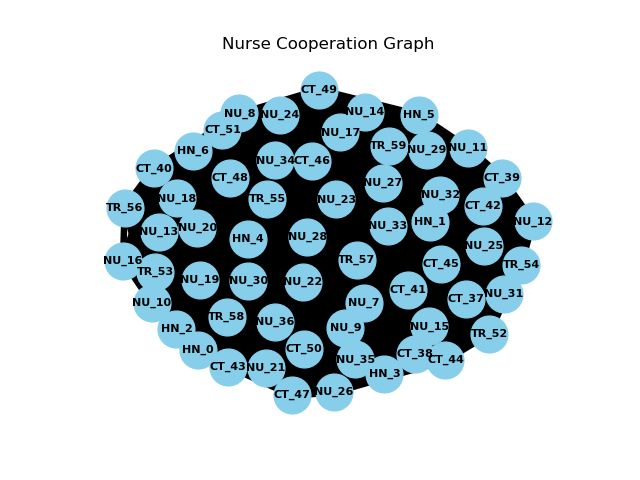 Nurse Cooperation Graph
CT_49
NU_8
NU_24
NU_14
HN_5
CT_51
NU_17
HN_6
TR_59
NU_29
NU_11
CT_40
NU_34
CT_46
CT_48
NU_27
CT_39
NU_18
TR_55
NU_23
NU_32
CT_42
TR_56
NU_13
NU_20
HN_4
NU_28
NU_33
HN_1
NU_12
NU_25
NU_16
TR_53
TR_57
CT_45
TR_54
NU_19
NU_30
NU_22
CT_41
NU_10
NU_7
CT_37
NU_31
HN_2
TR_58
NU_36
NU_9
NU_15
TR_52
HN_0
CT_50
NU_35
CT_38
CT_44
CT_43
NU_21
HN_3
CT_47
NU_26